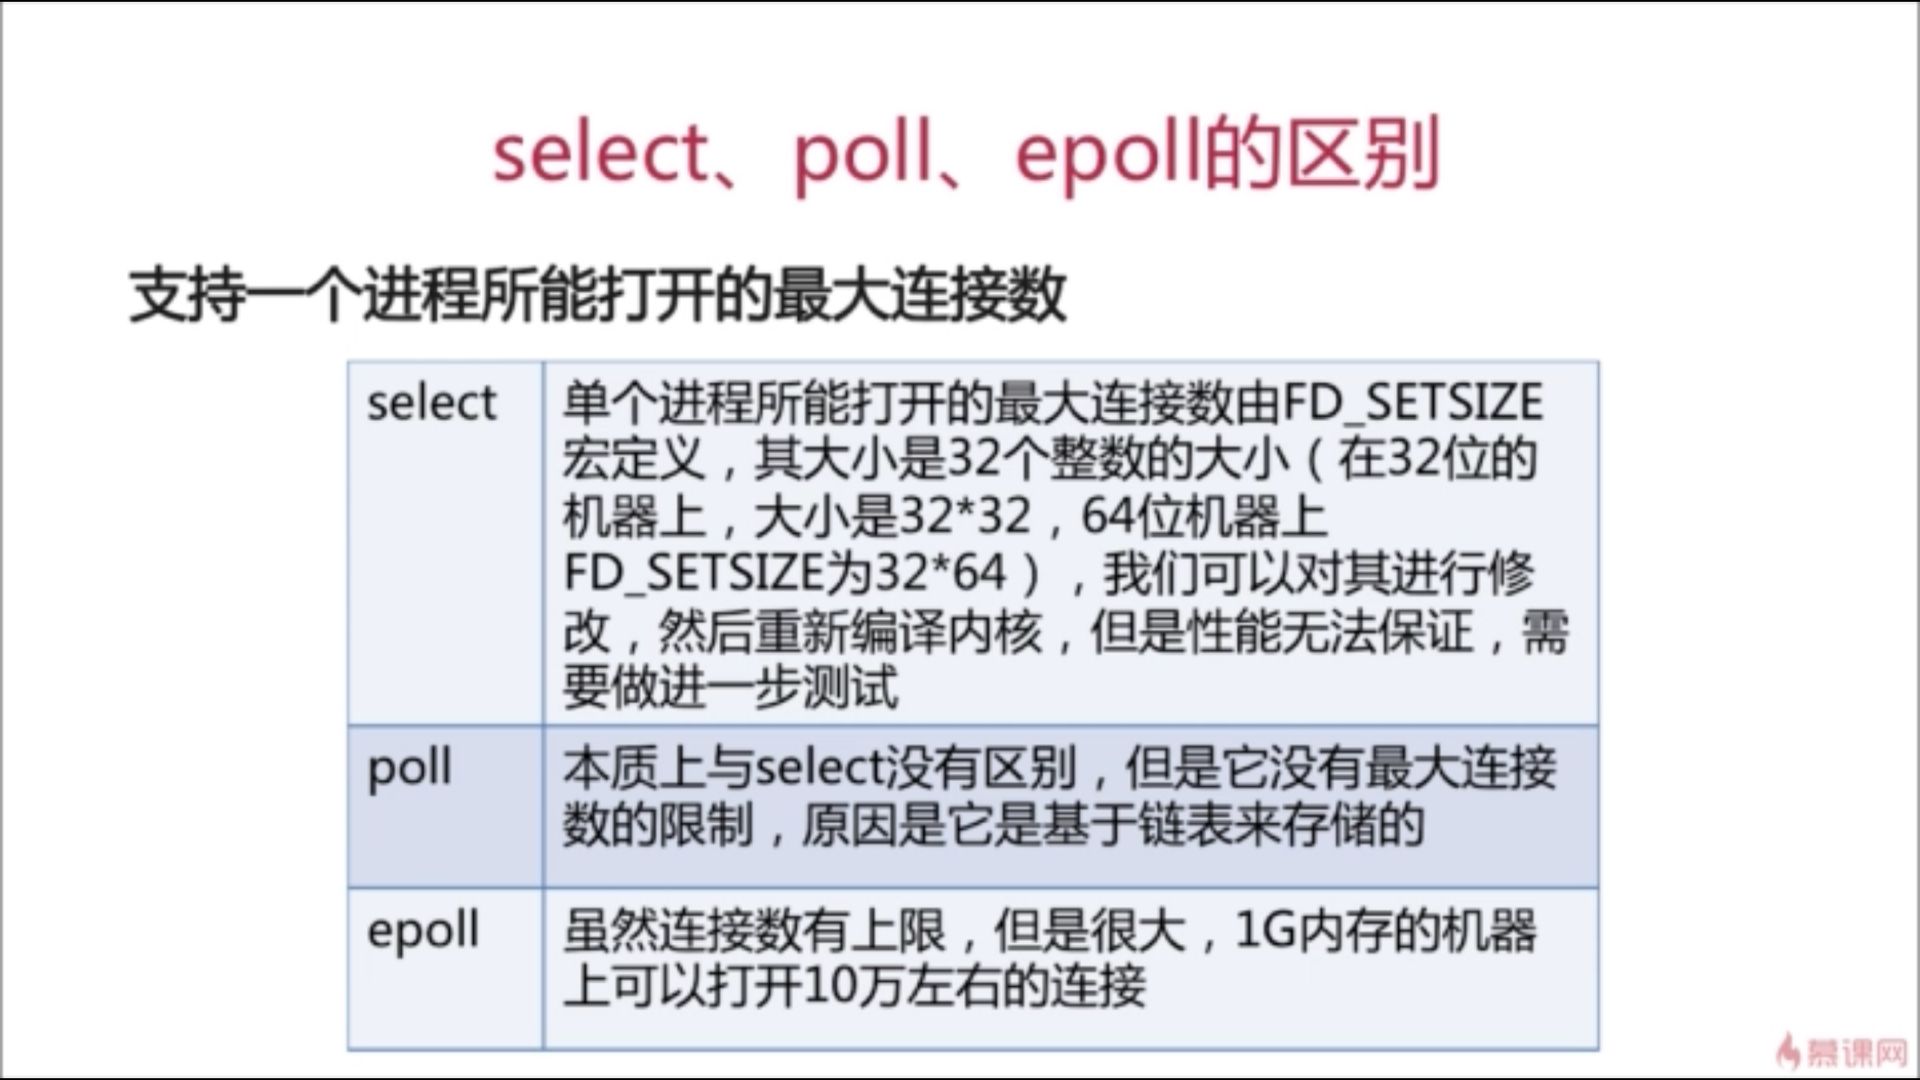 select、poll、epoll的区别
支持一个进程所能打开的最大连接数
select
单个进程所能打开的最大连接数由FD_SETSIZE
宏定义，其大小是32个整数的大小（在32位的
机器上，大小是32*32，64位机器上
FD_SETSIZE为32*64），我们可以对其进行修
改，然后重新编译内核，但是性能无法保证，需
要做进一步测试
poll
本质上与select没有区别，但是它没有最大连接
数的限制，原因是它是基于链表来存储的
epoll
虽然连接数有上限，但是很大，1G内存的机器
上可以打开10万左右的连接
慕课网